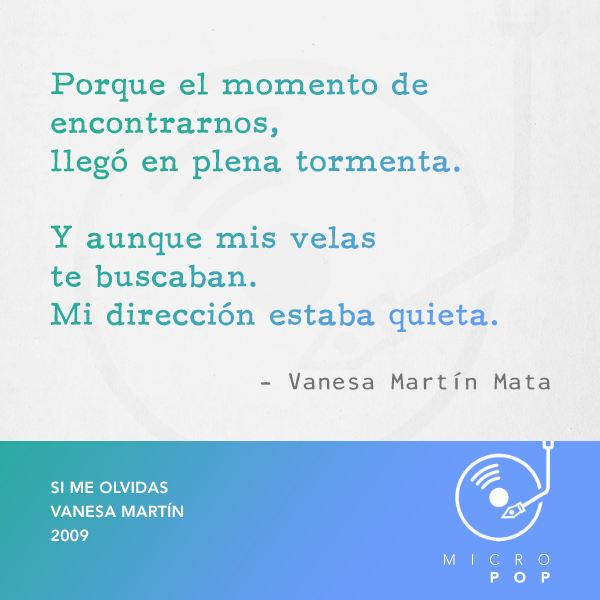 Porque el momento de
encontrarnos,
llegó en plena tormenta.
Y aunque mis velas
te buscaban.
Mi dirección estaba quieta.
- Vanesa Martín Mata
SI ME OLVIDAS
VANESA MARTÍN
2009
MICRO
POP